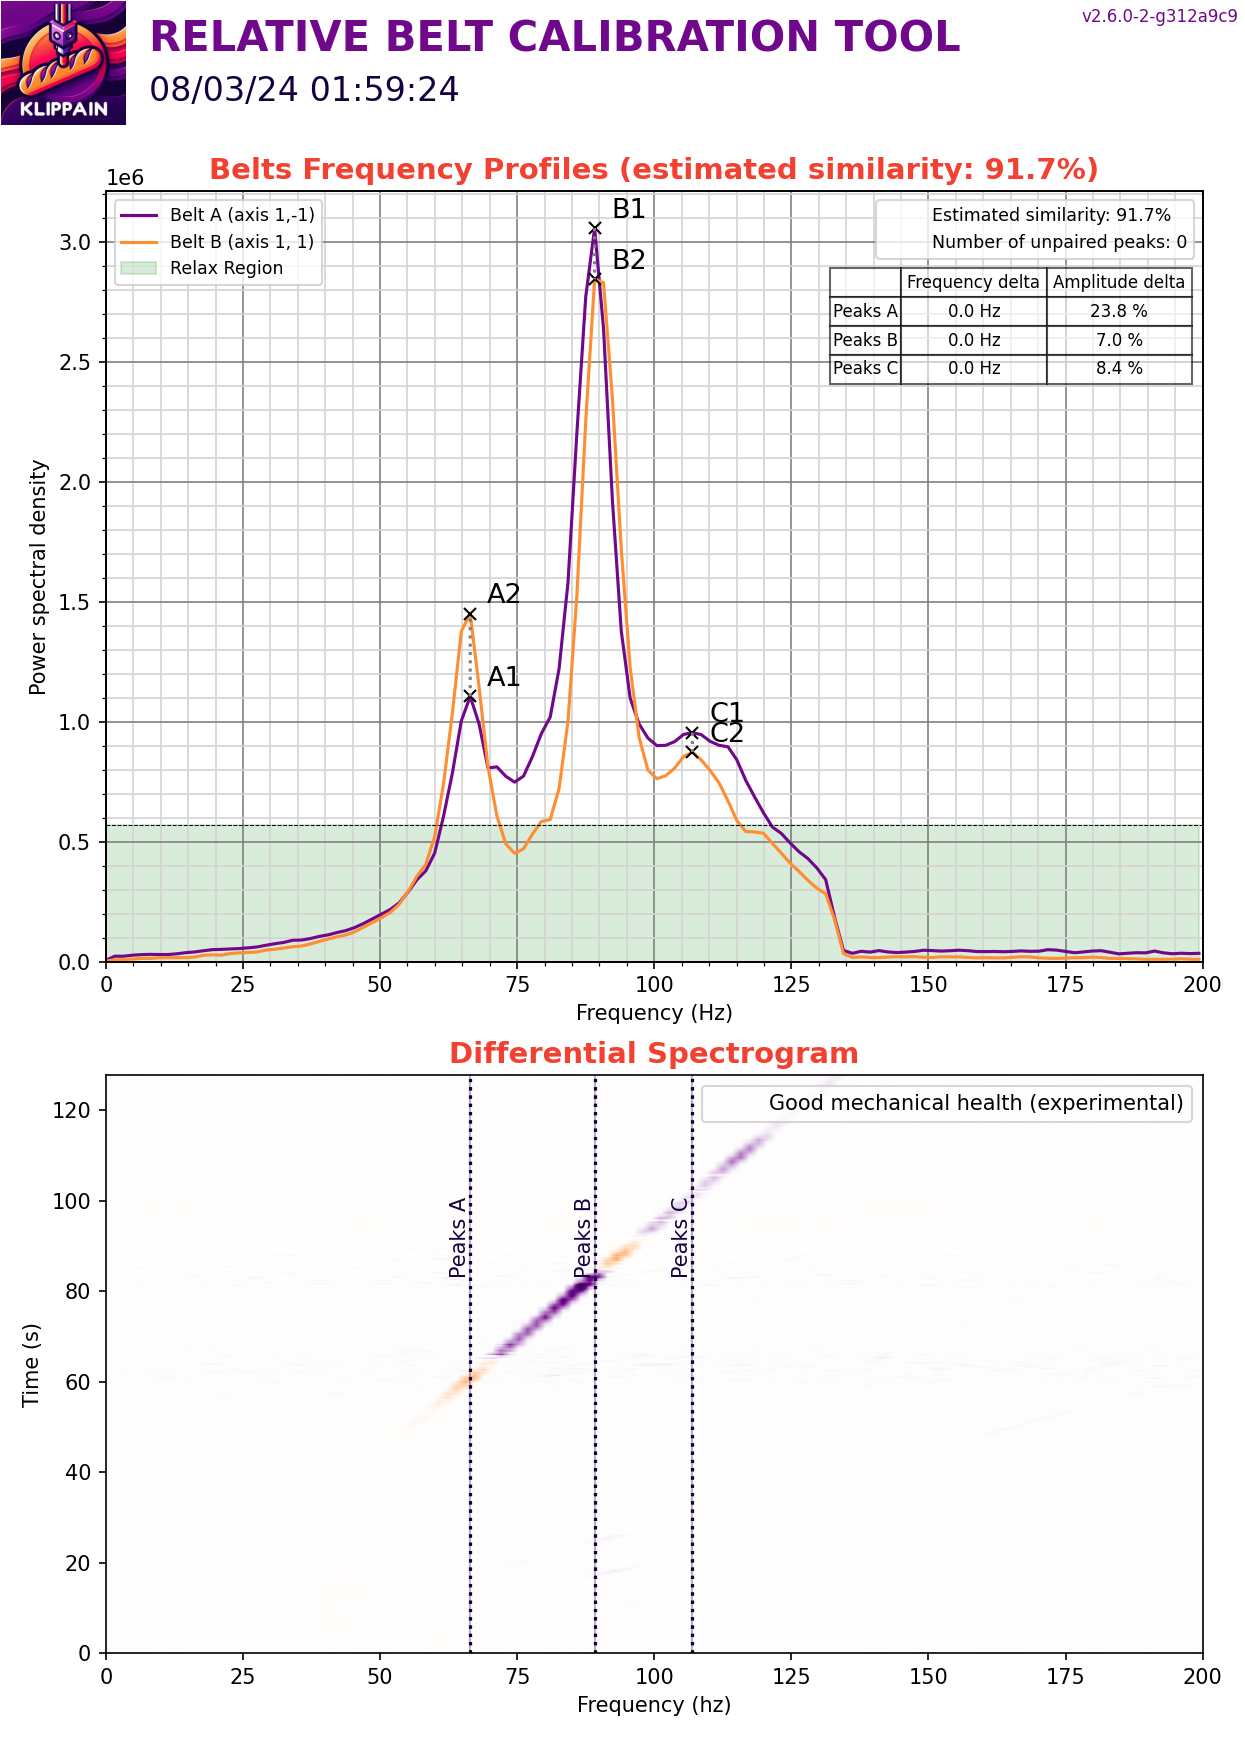 KLIPPAIN
RELATIVE BELT CALIBRATION TOOL
08/03/24 01:59:24
v2.6.0-2-g312a9c9
Belts Frequency Profiles (estimated similarity: 91.7%)
1e6
Belt A (axis 1,-1)
Belt B (axis 1, 1)
Relax Region
Estimated similarity: 91.7%
Number of unpaired peaks: 0
Frequency delta Amplitude delta
Peaks A 0.0 Hz 23.8 %
Peaks B 0.0 Hz 7.0 %
Peaks C 0.0 Hz 8.4 %
B1
B2
A2
A1
C1
C2
Power spectral density
3.0
2.5
2.0
1.5
1.0
0.5
0.0
0 25 50 75 100 125 150 175 200
Frequency (Hz)
Differential Spectrogram
Good mechanical health (experimental)
Peaks A
Peaks B
Peaks C
Time (s)
120
100
80
60
40
20
0
0 25 50 75 100 125 150 175 200
Frequency (hz)